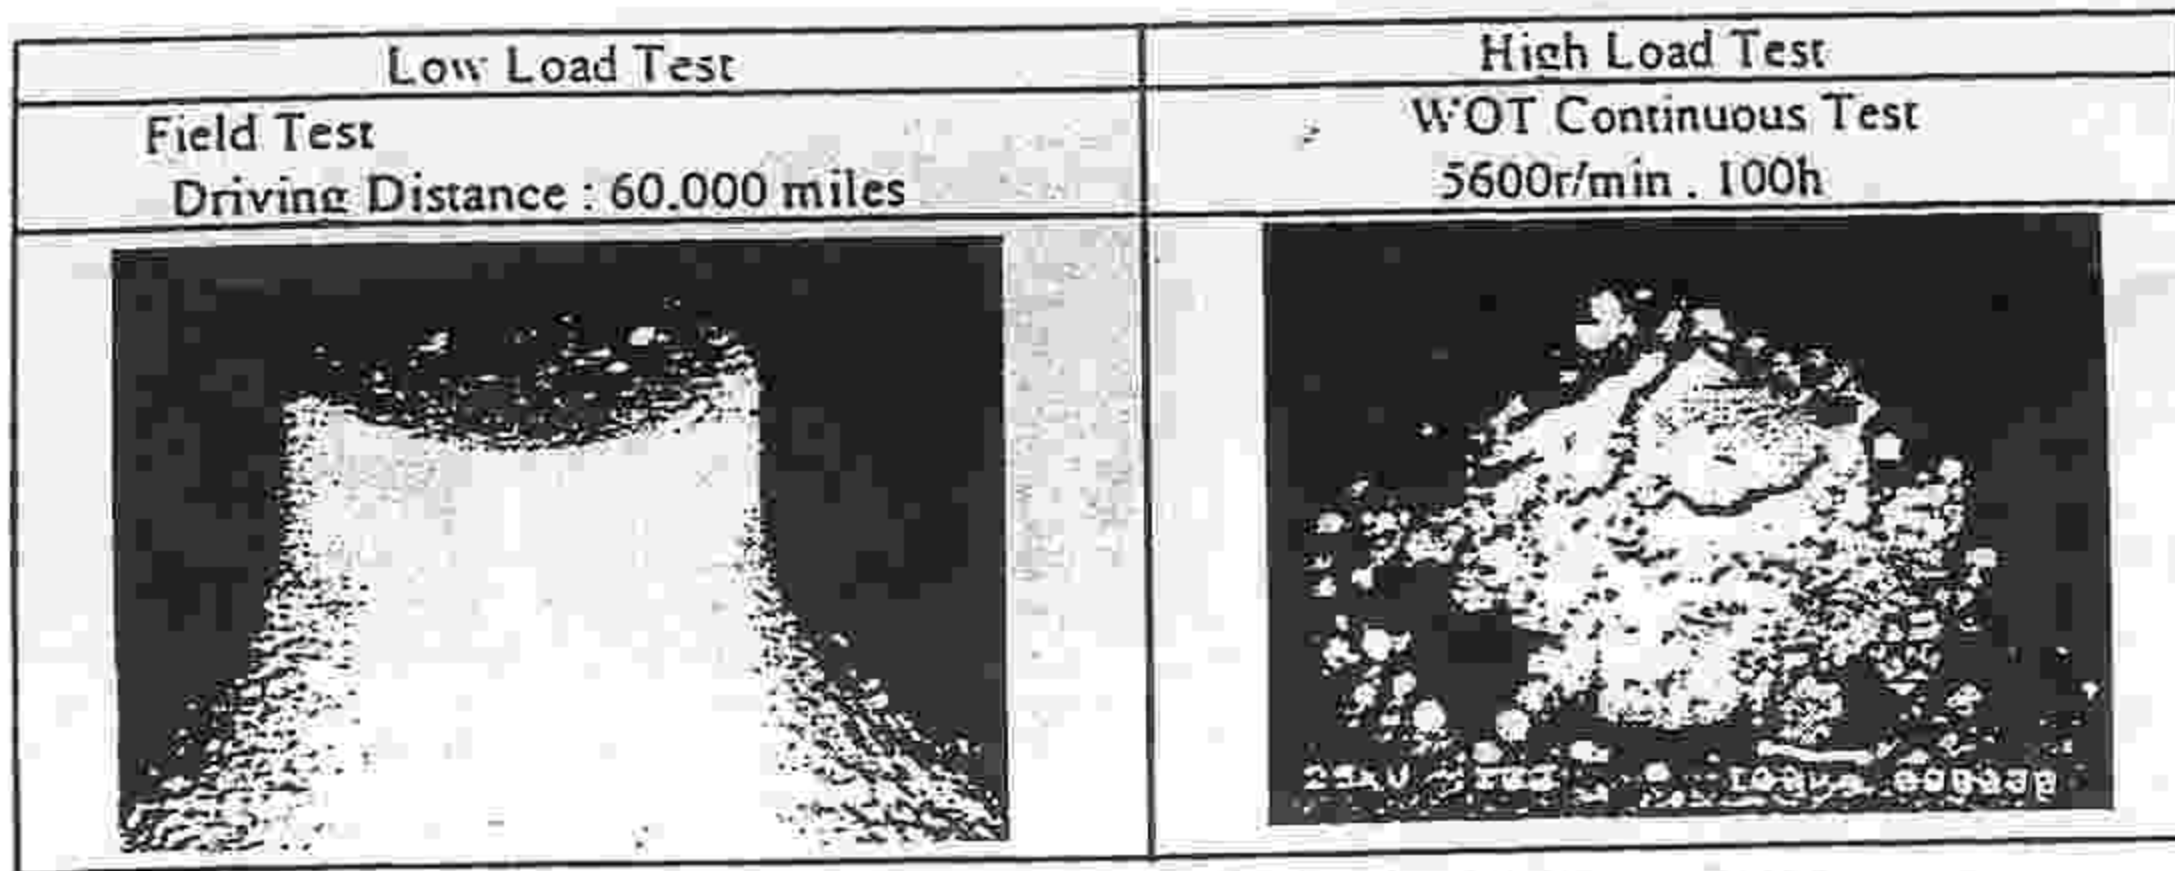 Low Load Test
High Load Test
Field Test
Driving Distance : 60.000 miles
WOT Continuous Test
5600r/min . 100h